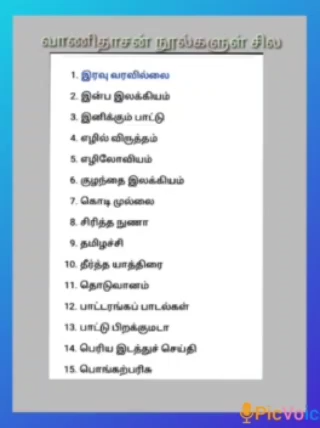 வாணிதாசன் நூல்களுள் சில
1. இரவு வரவில்லை
2. இன்ப இலக்கியம்
3. இனிக்கும் பாட்டு
4. எழில் விருத்தம்
5. எழிலோவியம்
6. குழந்தை இலக்கியம்
7. கொடி முல்லை
8. சிரித்த நுணா
9. தமிழச்சி
10. தீர்த்த யாத்திரை
11. தொடுவானம்
12. பாட்டரங்கப் பாடல்கள்
13. பாட்டு பிறக்குமடா
14. பெரிய இடத்துச் செய்தி
15. பொங்கற்பரிசு